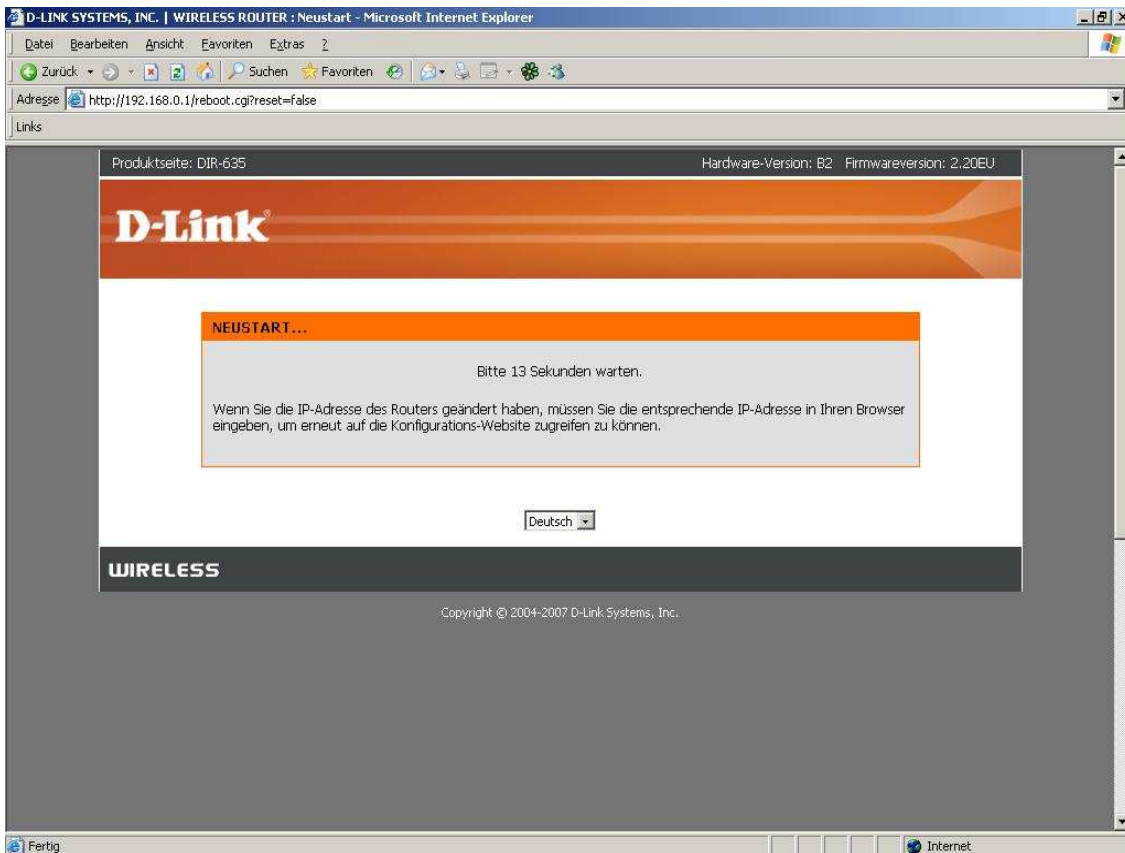 D-LINK SYSTEMS, INC. | WIRELESS ROUTER : Neustart - Microsoft Internet Explorer
Datei Bearbeiten Ansicht Favoriten Extras ?
Zurück Suchen Favoriten
Adresse http://192.168.0.1/reboot.cgi?reset=false
Links
Produktseite: DIR-635 Hardware-Version: B2 Firmwareversion: 2.20EU
D-Link®
NEUSTART...
Bitte 13 Sekunden warten.
Wenn Sie die IP-Adresse des Routers geändert haben, müssen Sie die entsprechende IP-Adresse in Ihren Browser
eingeben, um erneut auf die Konfigurations-Website zugreifen zu können.
Deutsch
WIRELESS
Copyright © 2004-2007 D-Link Systems, Inc.
Fertig Internet